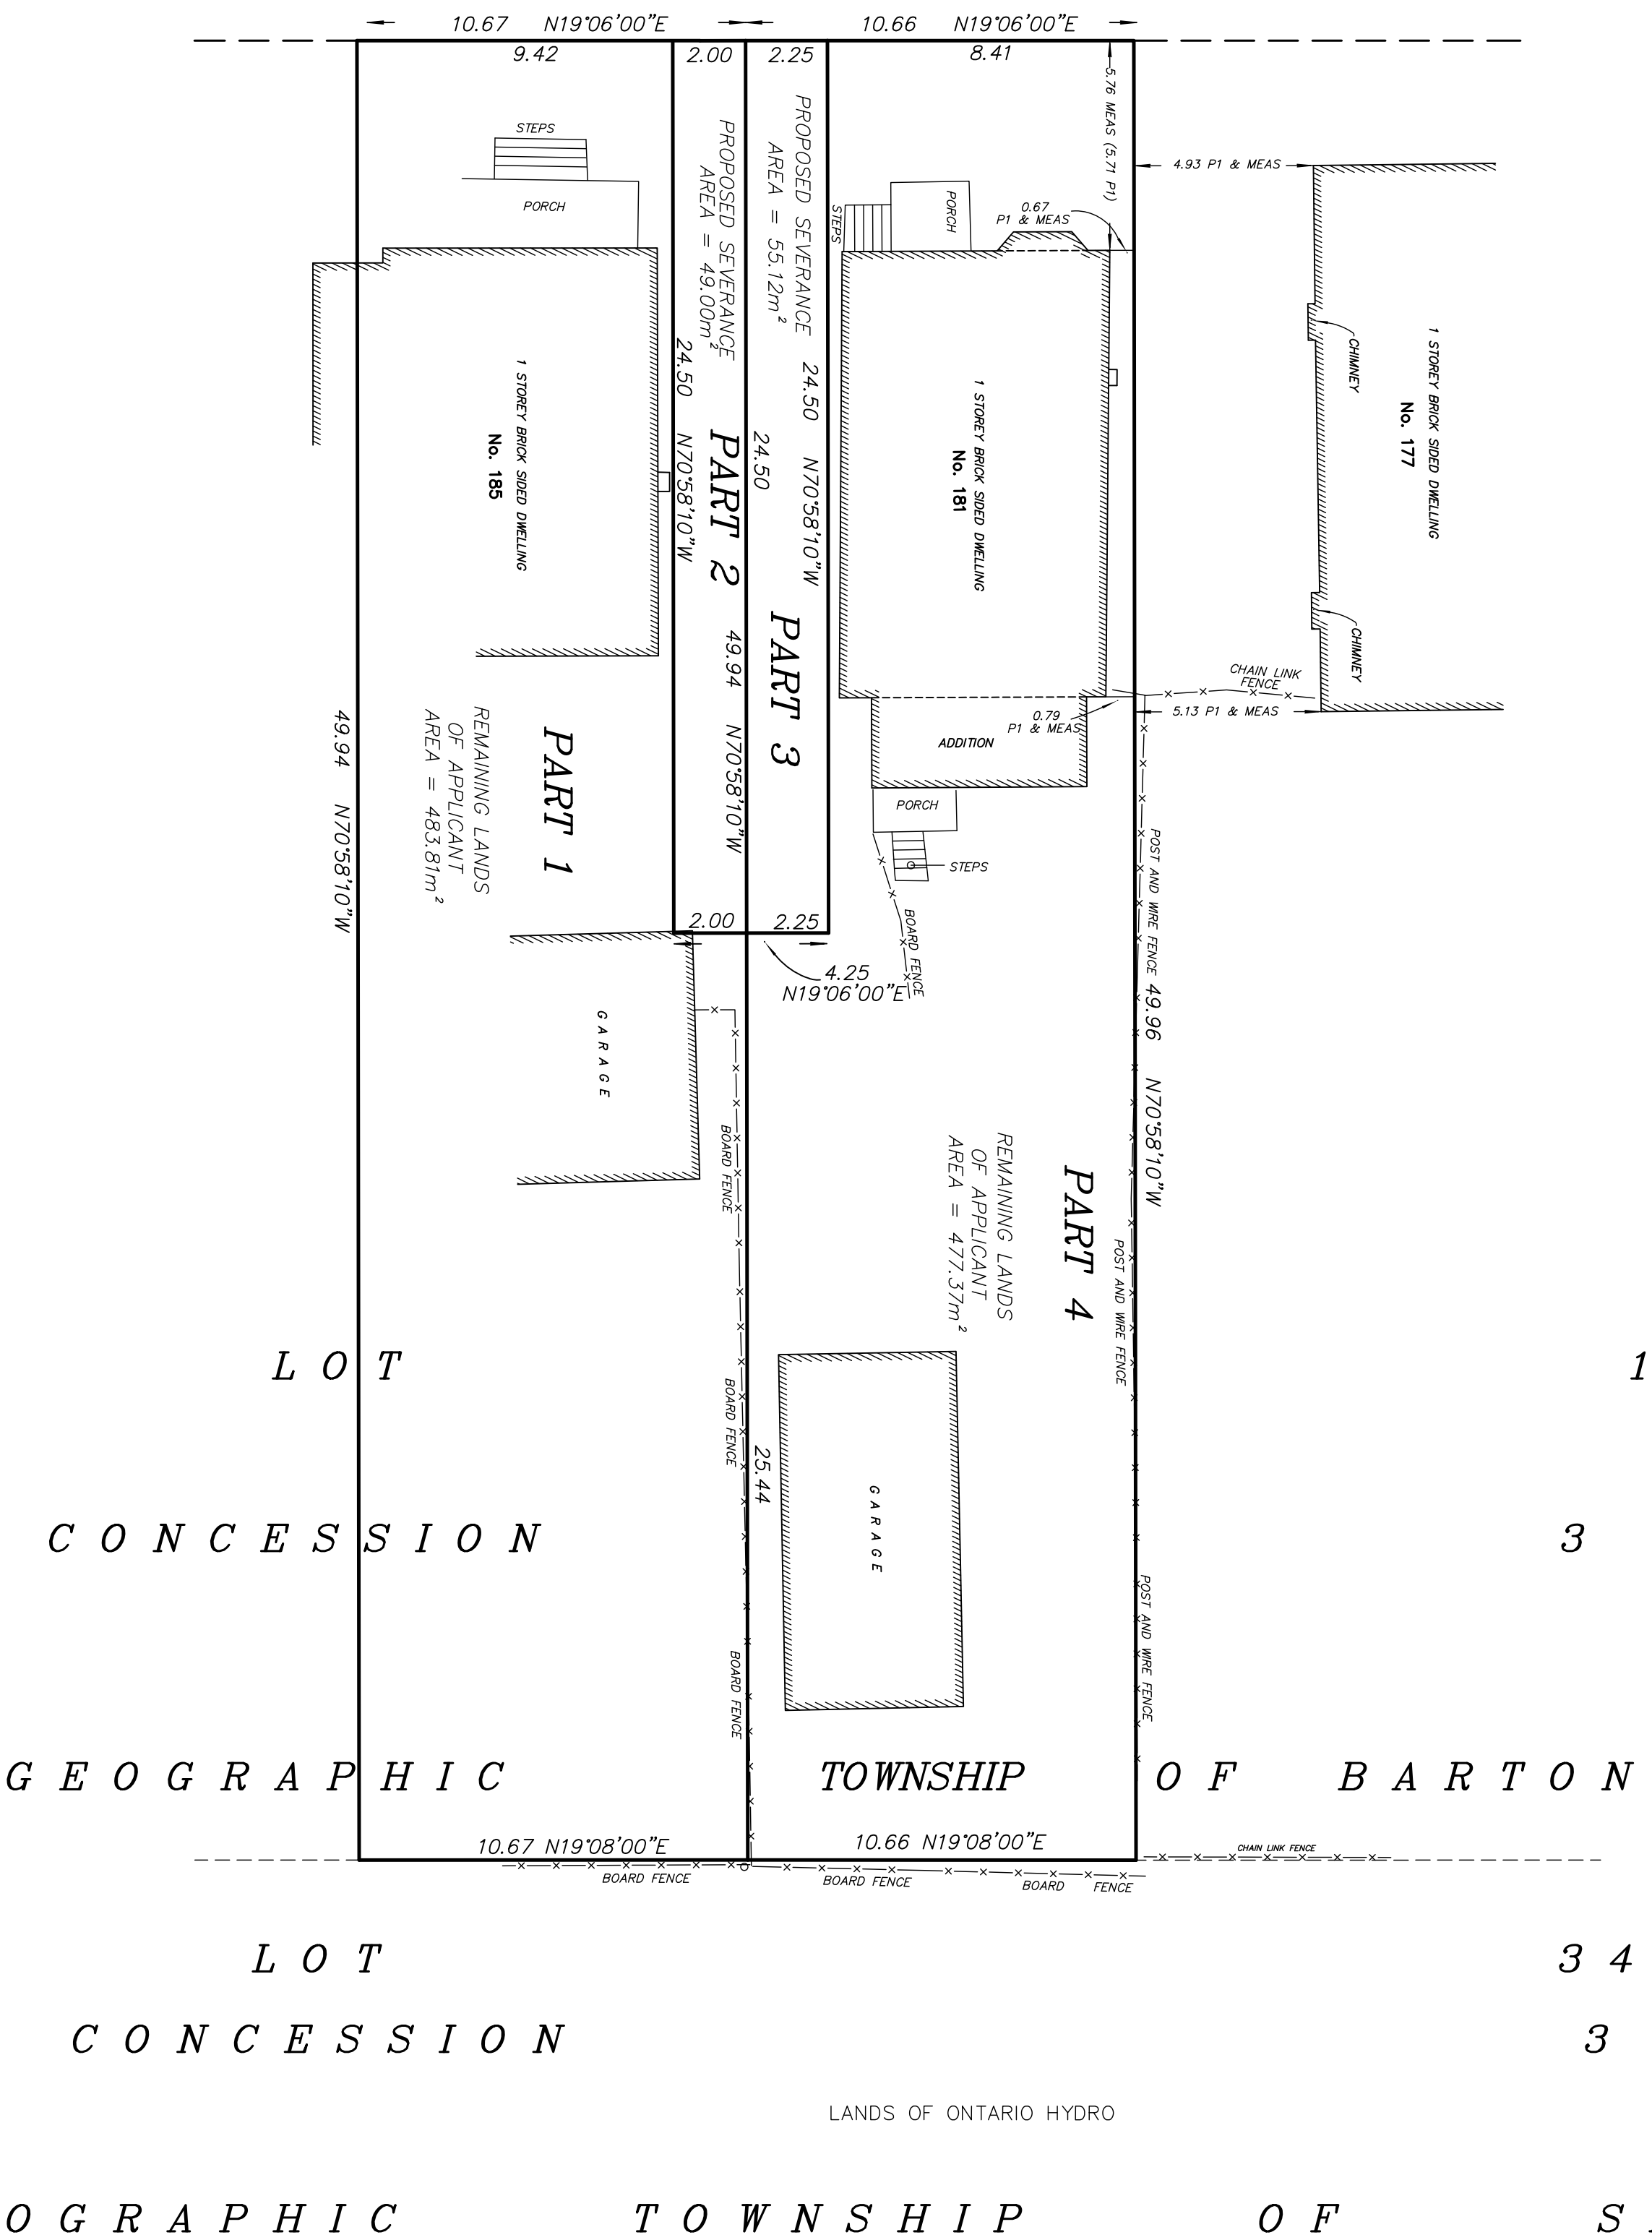 10.67 N19°06'00"E
10.66 N19°06'00"E
9.42
2.00
2.25
8.41
5.76 MEAS (5.71 P1)
4.93 P1 & MEAS
STEPS
PORCH
PROPOSED SEVERANCE
AREA = 49.00m²
PROPOSED SEVERANCE
AREA = 55.12m²
STEPS
PORCH
0.67
P1 & MEAS
1 STOREY BRICK SIDED DWELLING
No. 185
24.50 N70°58'10"W
PART 2
24.50
24.50 N70°58'10"W
1 STOREY BRICK SIDED DWELLING
No. 181
CHIMNEY
1 STOREY BRICK SIDED DWELLING
No. 177
CHIMNEY
CHAIN LINK
FENCE
5.13 P1 & MEAS
49.94 N70°58'10"W
PART 3
49.94 N70°58'10"W
REMAINING LANDS
OF APPLICANT
AREA = 483.81m²
PART 1
0.79
P1 & MEAS
ADDITION
PORCH
STEPS
BOARD FENCE
POST AND WIRE FENCE
49.96 N70°58'10"W
2.00
2.25
4.25
N19°06'00"E
GARAGE
BOARD FENCE
REMAINING LANDS
OF APPLICANT
AREA = 477.37m²
PART 4
POST AND WIRE FENCE
LOT 1
BOARD FENCE
25.44
GARAGE
CONCESSION 3
POST AND WIRE FENCE
BOARD FENCE
GEOGRAPHIC TOWNSHIP OF BARTON
10.67 N19°08'00"E
10.66 N19°08'00"E
CHAIN LINK FENCE
BOARD FENCE
BOARD FENCE
BOARD FENCE
LOT 34
CONCESSION 3
LANDS OF ONTARIO HYDRO
OGRAPHIC TOWNSHIP OF S